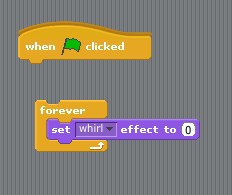 when clicked
forever
set whirl effect to 0